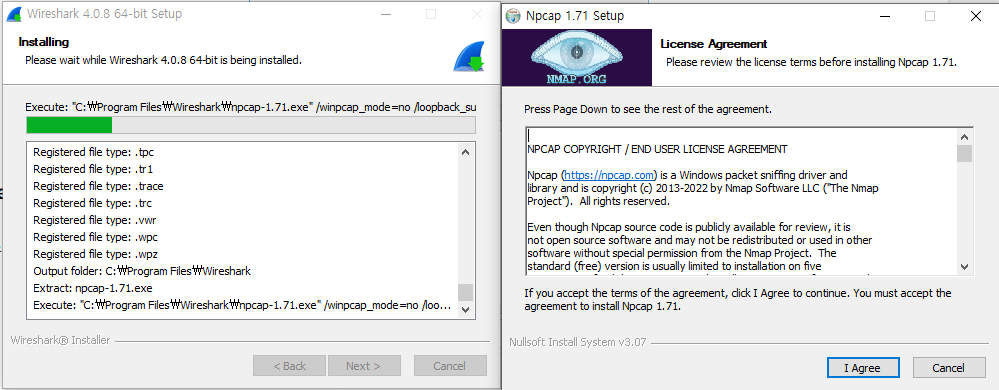 Wireshark 4.0.8 64-bit Setup
Installing
Please wait while Wireshark 4.0.8 64-bit is being installed.
Execute: "C:₩Program Files₩Wireshark₩npcap-1.71.exe" /winpcap_mode=no /loopback_su
Registered file type: .tpc
Registered file type: .tr1
Registered file type: .trace
Registered file type: .trc
Registered file type: .vwr
Registered file type: .wpc
Registered file type: .wpz
Output folder: C:₩Program Files₩Wireshark
Extract: npcap-1.71.exe
Execute: "C:₩Program Files₩Wireshark₩npcap-1.71.exe" /winpcap_mode=no /loo...
Wireshark® Installer
< Back
Next >
Cancel
Npcap 1.71 Setup
NMAP.ORG
License Agreement
Please review the license terms before installing Npcap 1.71.
Press Page Down to see the rest of the agreement.
NPCAP COPYRIGHT / END USER LICENSE AGREEMENT
Npcap (https://npcap.com) is a Windows packet sniffing driver and
library and is copyright (c) 2013-2022 by Nmap Software LLC ("The Nmap
Project"). All rights reserved.
Even though Npcap source code is publicly available for review, it is
not open source software and may not be redistributed or used in other
software without special permission from the Nmap Project. The
standard (free) version is usually limited to installation on five
If you accept the terms of the agreement, click I Agree to continue. You must accept the
agreement to install Npcap 1.71.
Nullsoft Install System v3.07
I Agree
Cancel